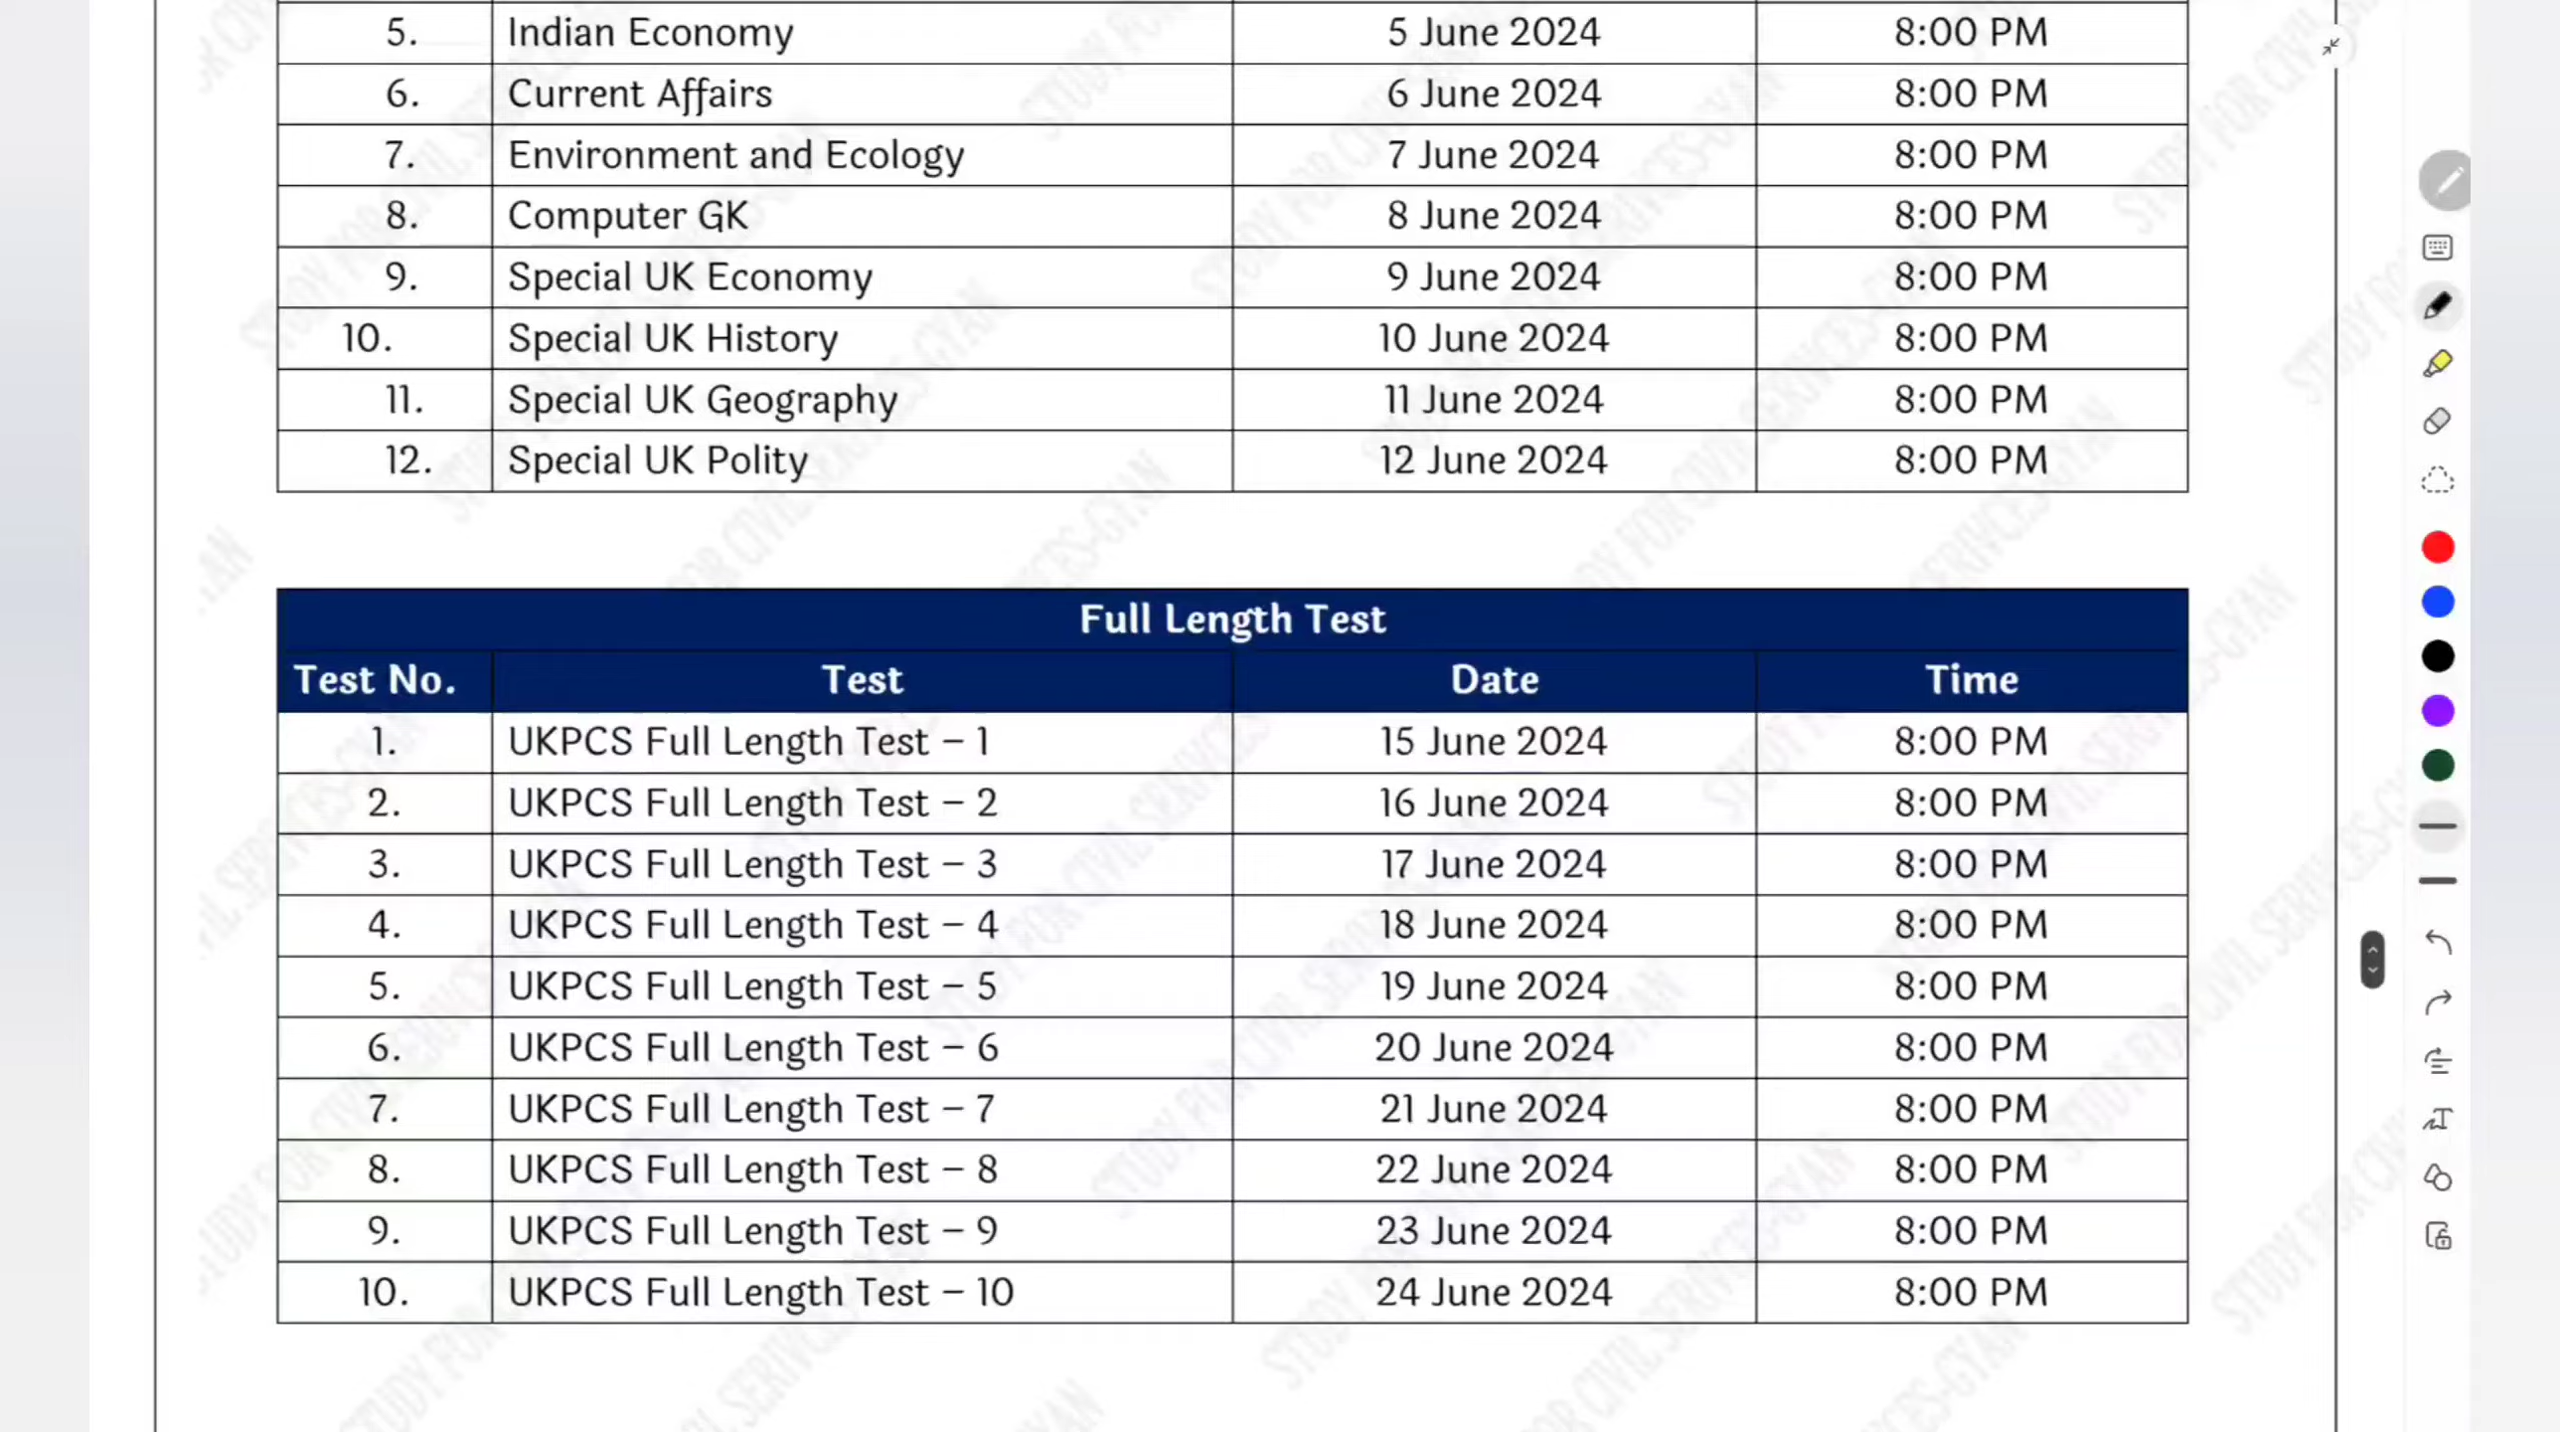 5. Indian Economy 5 June 2024 8:00 PM
6. Current Affairs 6 June 2024 8:00 PM
7. Environment and Ecology 7 June 2024 8:00 PM
8. Computer GK 8 June 2024 8:00 PM
9. Special UK Economy 9 June 2024 8:00 PM
10. Special UK History 10 June 2024 8:00 PM
11. Special UK Geography 11 June 2024 8:00 PM
12. Special UK Polity 12 June 2024 8:00 PM
Full Length Test
Test No. Test Date Time
1. UKPCS Full Length Test – 1 15 June 2024 8:00 PM
2. UKPCS Full Length Test – 2 16 June 2024 8:00 PM
3. UKPCS Full Length Test – 3 17 June 2024 8:00 PM
4. UKPCS Full Length Test – 4 18 June 2024 8:00 PM
5. UKPCS Full Length Test – 5 19 June 2024 8:00 PM
6. UKPCS Full Length Test – 6 20 June 2024 8:00 PM
7. UKPCS Full Length Test – 7 21 June 2024 8:00 PM
8. UKPCS Full Length Test – 8 22 June 2024 8:00 PM
9. UKPCS Full Length Test – 9 23 June 2024 8:00 PM
10. UKPCS Full Length Test – 10 24 June 2024 8:00 PM